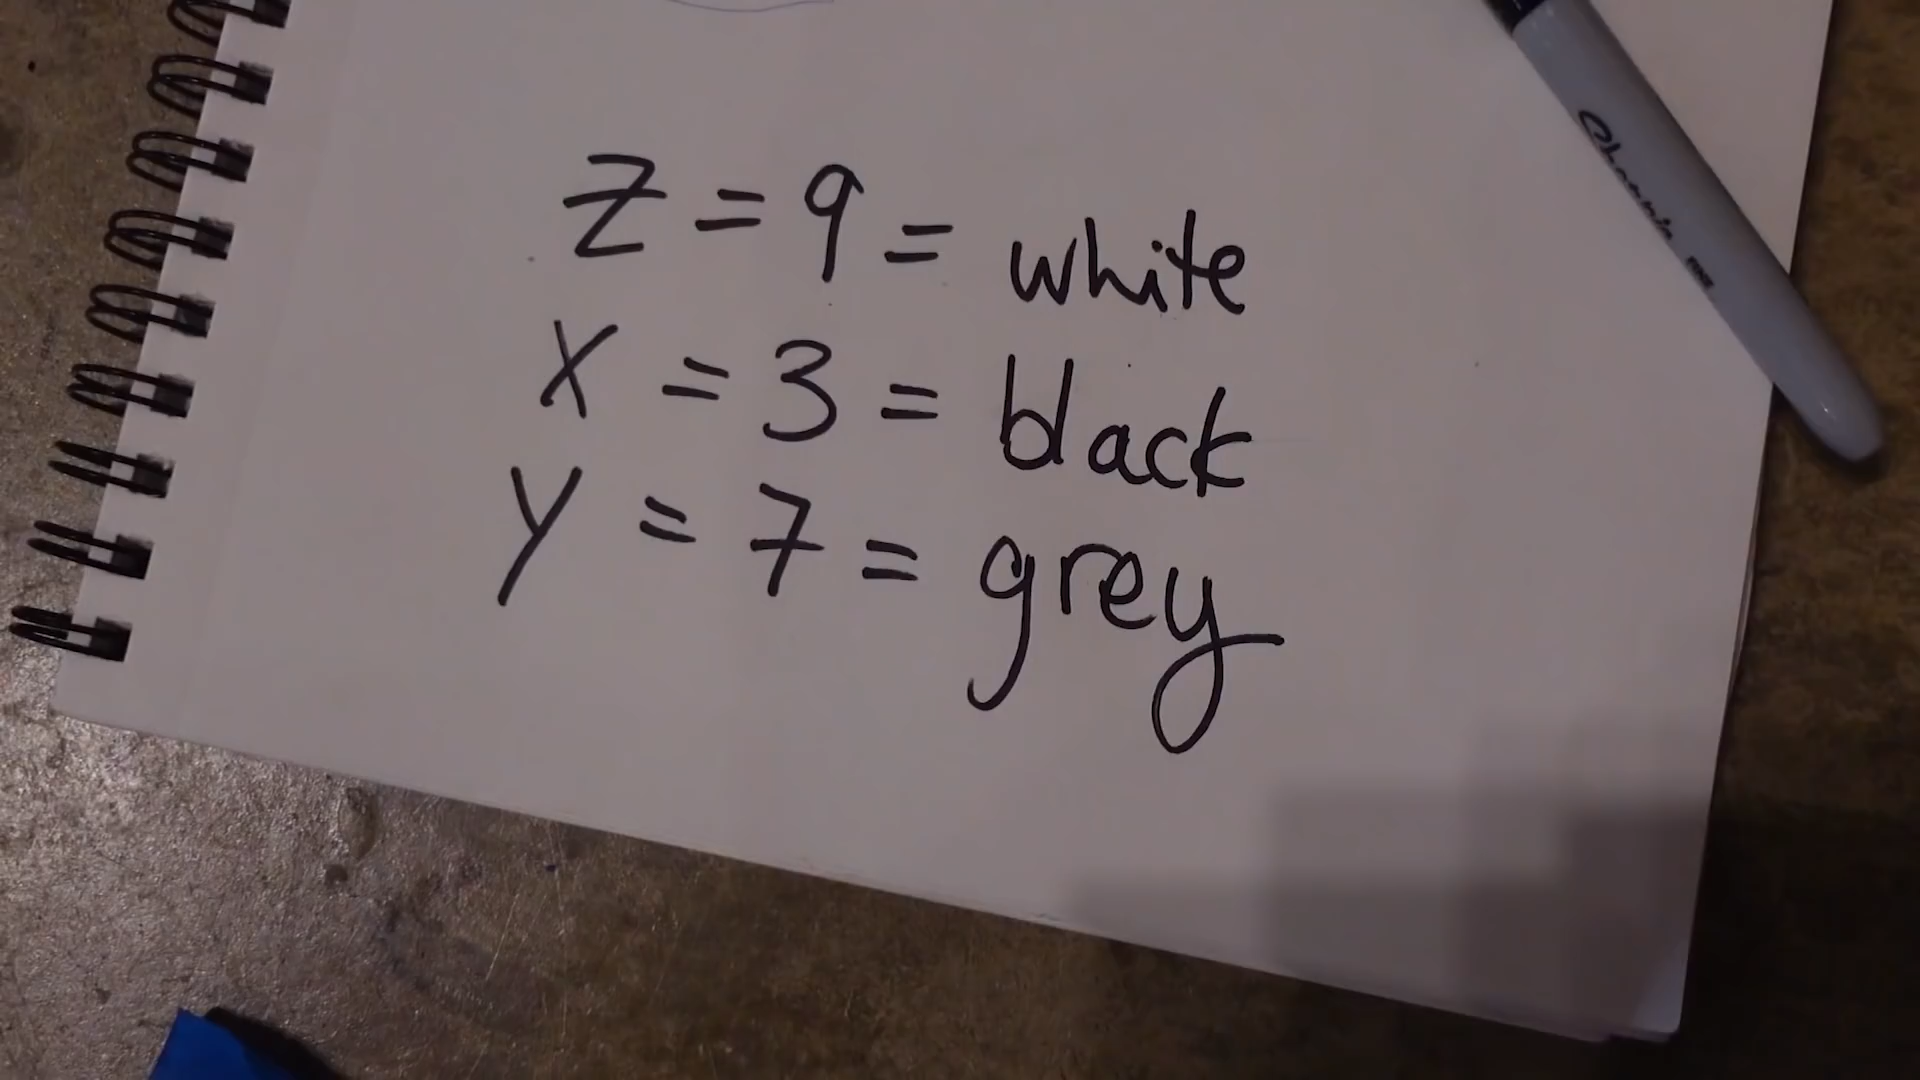 Z = 9 = white
X = 3 = black
Y = 7 = grey